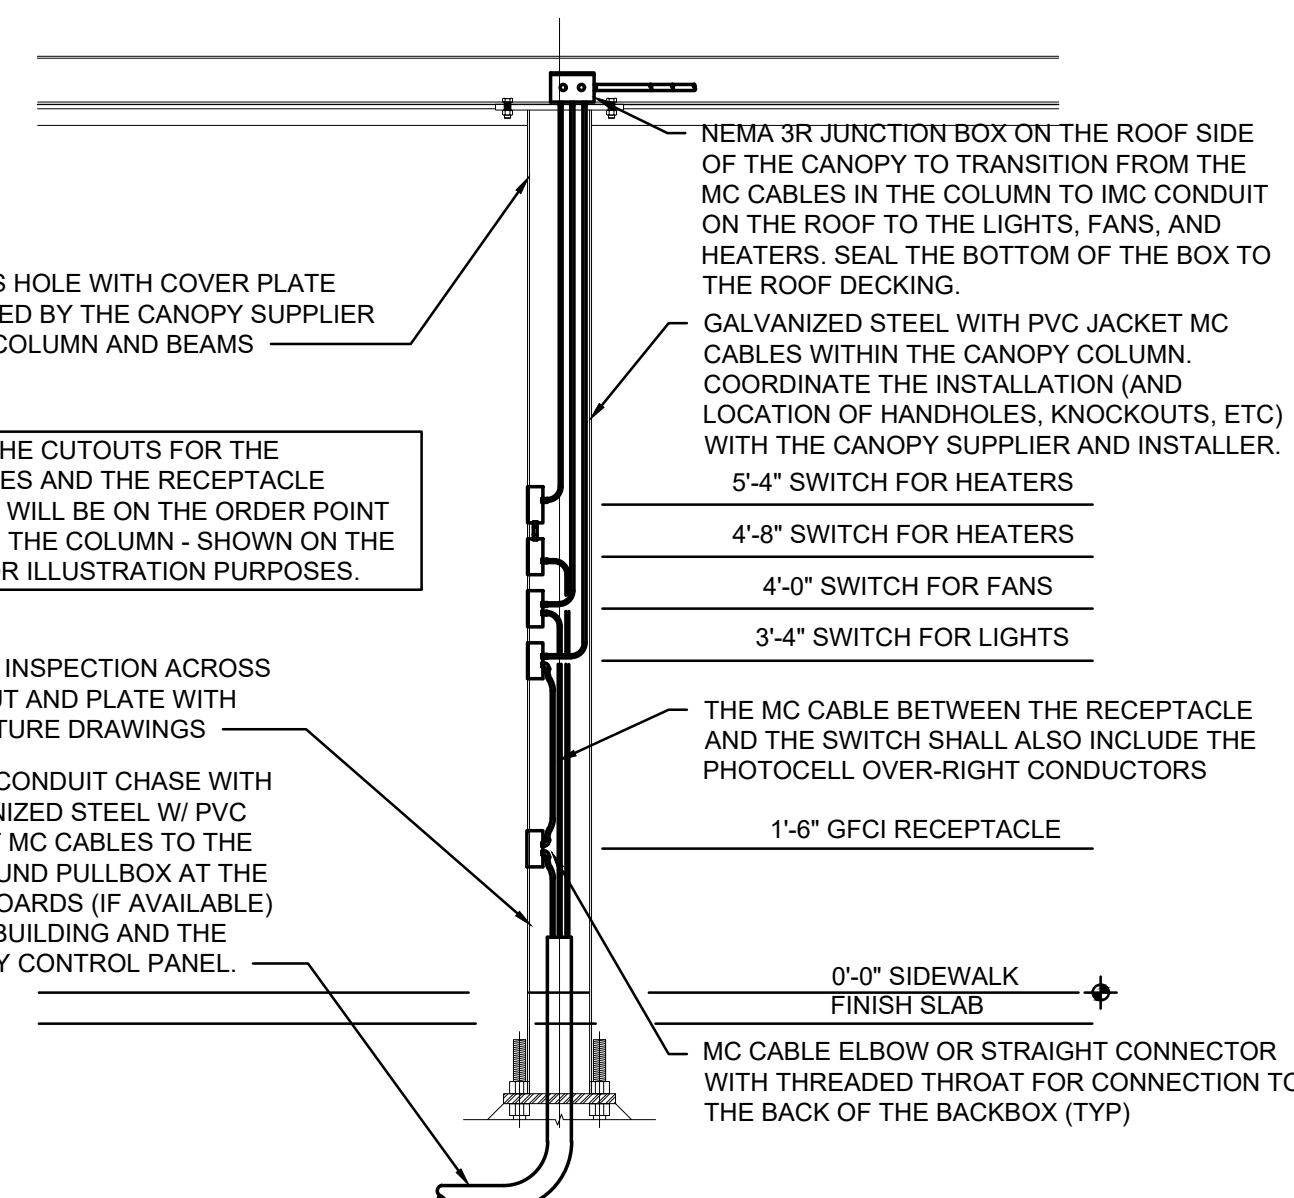 NEMA 3R JUNCTION BOX ON THE ROOF SIDE
OF THE CANOPY TO TRANSITION FROM THE
MC CABLES IN THE COLUMN TO IMC CONDUIT
ON THE ROOF TO THE LIGHTS, FANS, AND
HEATERS. SEAL THE BOTTOM OF THE BOX TO
THE ROOF DECKING.
S HOLE WITH COVER PLATE
ED BY THE CANOPY SUPPLIER
COLUMN AND BEAMS
GALVANIZED STEEL WITH PVC JACKET MC
CABLES WITHIN THE CANOPY COLUMN.
COORDINATE THE INSTALLATION (AND
LOCATION OF HANDHOLES, KNOCKOUTS, ETC)
WITH THE CANOPY SUPPLIER AND INSTALLER.
HE CUTOUTS FOR THE
ES AND THE RECEPTACLE
WILL BE ON THE ORDER POINT
THE COLUMN - SHOWN ON THE
OR ILLUSTRATION PURPOSES.
5'-4" SWITCH FOR HEATERS
4'-8" SWITCH FOR HEATERS
4'-0" SWITCH FOR FANS
3'-4" SWITCH FOR LIGHTS
INSPECTION ACROSS
UT AND PLATE WITH
TURE DRAWINGS
THE MC CABLE BETWEEN THE RECEPTACLE
AND THE SWITCH SHALL ALSO INCLUDE THE
PHOTOCELL OVER-RIGHT CONDUCTORS
CONDUIT CHASE WITH
NIZED STEEL W/ PVC
T MC CABLES TO THE
UND PULLBOX AT THE
OARDS (IF AVAILABLE)
BUILDING AND THE
Y CONTROL PANEL.
1'-6" GFCI RECEPTACLE
0'-0" SIDEWALK
FINISH SLAB
MC CABLE ELBOW OR STRAIGHT CONNECTOR
WITH THREADED THROAT FOR CONNECTION TO
THE BACK OF THE BACKBOX (TYP)